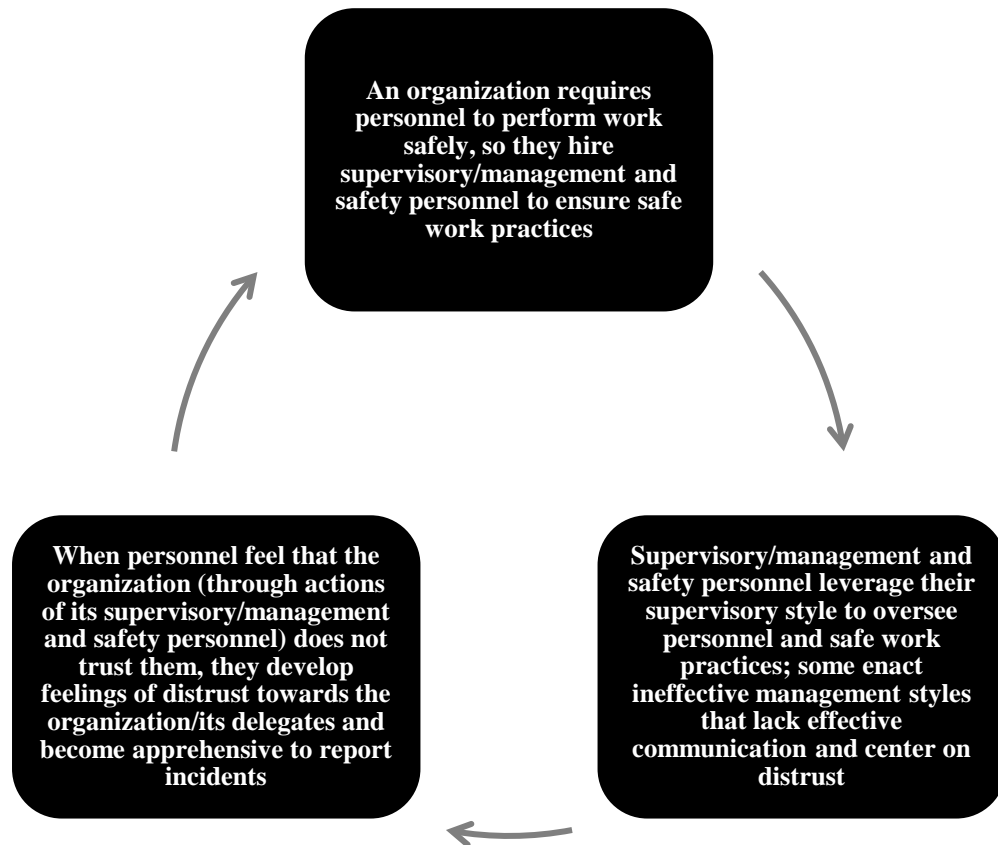 An organization requires
personnel to perform work
safely, so they hire
supervisory/management and
safety personnel to ensure safe
work practices
Supervisory/management and
safety personnel leverage their
supervisory style to oversee
personnel and safe work
practices; some enact
ineffective management styles
that lack effective
communication and center on
distrust
When personnel feel that the
organization (through actions
of its supervisory/management
and safety personnel) does not
trust them, they develop
feelings of distrust towards the
organization/its delegates and
become apprehensive to report
incidents